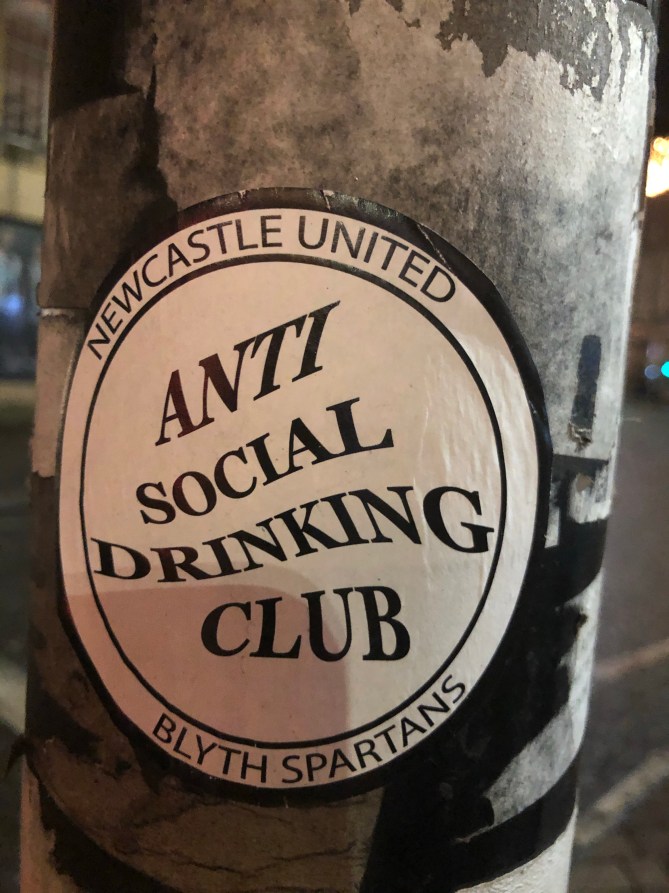 NEWCASTLE UNITED
ANTI
SOCIAL
DRINKING
CLUB
BLYTH SPARTANS